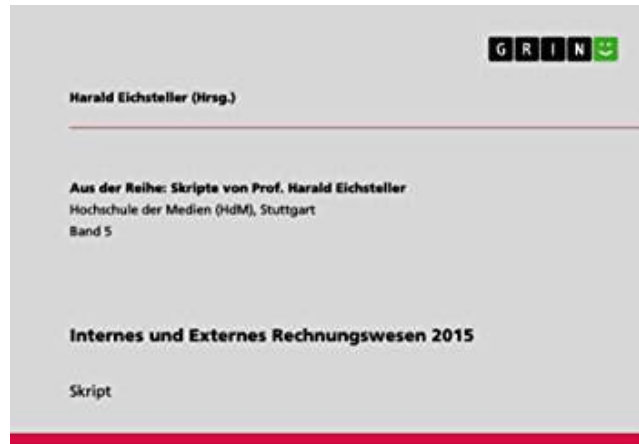 GRIN
Harald Eichsteller (Hrsg.)
Aus der Reihe: Skripte von Prof. Harald Eichsteller
Hochschule der Medien (HdM), Stuttgart
Band 5
Internes und Externes Rechnungswesen 2015
Skript